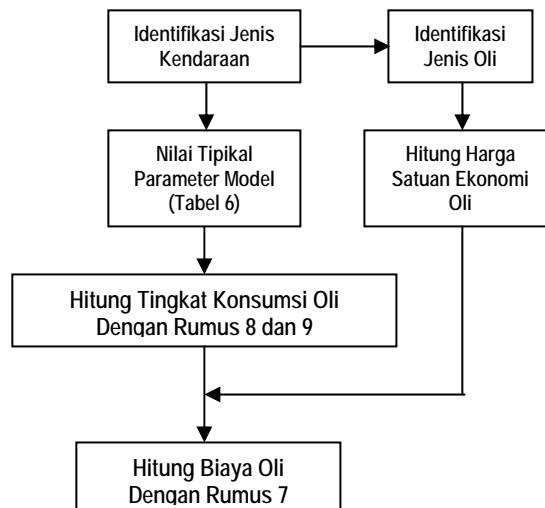 Identifikasi Jenis
Kendaraan
Identifikasi
Jenis Oli
Nilai Tipikal
Parameter Model
(Tabel 6)
Hitung Harga
Satuan Ekonomi
Oli
Hitung Tingkat Konsumsi Oli
Dengan Rumus 8 dan 9
Hitung Biaya Oli
Dengan Rumus 7